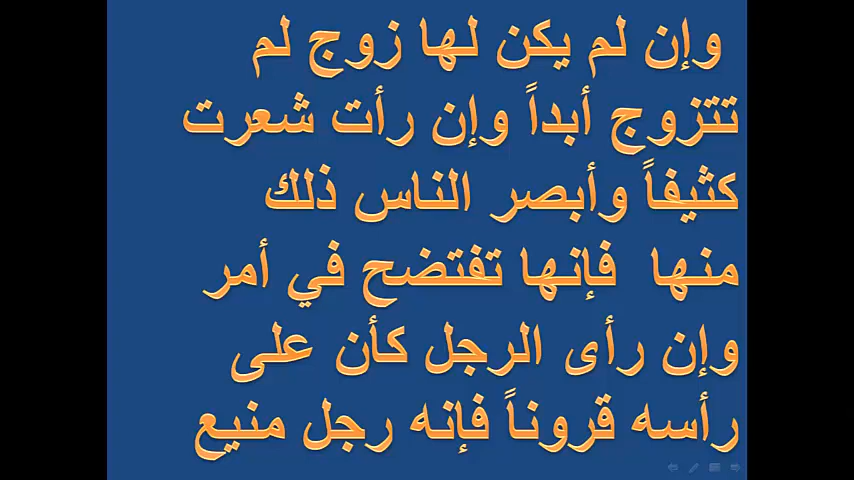 وإن لم يكن لها زوج لم
تتزوج أبداً وإن رأت شعرت
كثيفاً وأبصر الناس ذلك
منها فإنها تفتضح في أمر
وإن رأى الرجل كأن على
رأسه قروناً فإنه رجل منيع